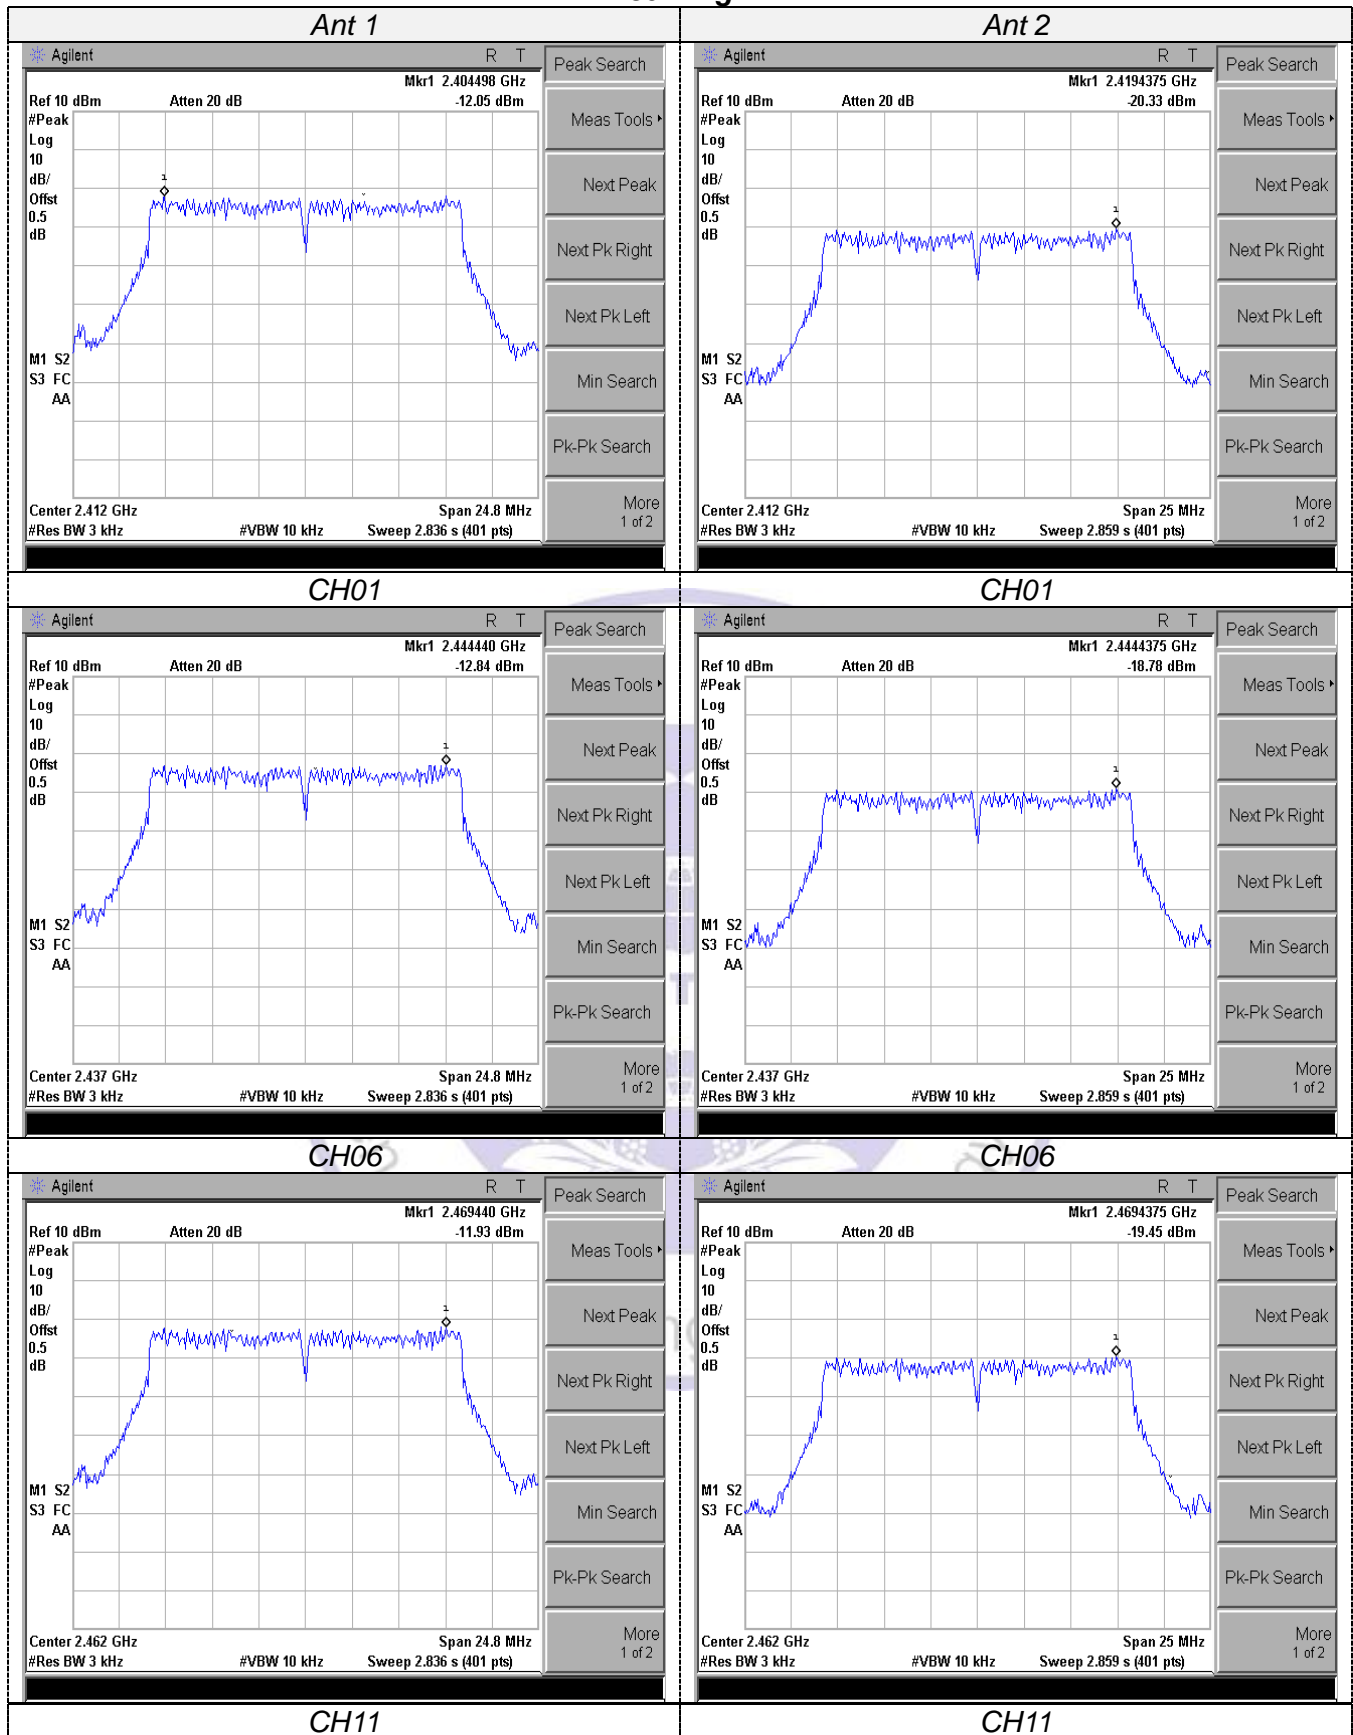 Ant 1
Ant 2
Agilent R T
Peak Search
Mkr1 2.404498 GHz
Ref 10 dBm Atten 20 dB -12.05 dBm
#Peak
Log
10
dB/
Offst
0.5
dB
1
M1 S2
S3 FC
AA
Center 2.412 GHz Span 24.8 MHz
#Res BW 3 kHz #VBW 10 kHz Sweep 2.836 s (401 pts)
Meas Tools
Next Peak
Next Pk Right
Next Pk Left
Min Search
Pk-Pk Search
More
1 of 2
Agilent R T
Peak Search
Mkr1 2.4194375 GHz
Ref 10 dBm Atten 20 dB -20.33 dBm
#Peak
Log
10
dB/
Offst
0.5
dB
1
M1 S2
S3 FC
AA
Center 2.412 GHz Span 25 MHz
#Res BW 3 kHz #VBW 10 kHz Sweep 2.859 s (401 pts)
Meas Tools
Next Peak
Next Pk Right
Next Pk Left
Min Search
Pk-Pk Search
More
1 of 2
CH01
CH01
Agilent R T
Peak Search
Mkr1 2.444440 GHz
Ref 10 dBm Atten 20 dB -12.84 dBm
#Peak
Log
10
dB/
Offst
0.5
dB
1
M1 S2
S3 FC
AA
Center 2.437 GHz Span 24.8 MHz
#Res BW 3 kHz #VBW 10 kHz Sweep 2.836 s (401 pts)
Meas Tools
Next Peak
Next Pk Right
Next Pk Left
Min Search
Pk-Pk Search
More
1 of 2
Agilent R T
Peak Search
Mkr1 2.4444375 GHz
Ref 10 dBm Atten 20 dB -18.78 dBm
#Peak
Log
10
dB/
Offst
0.5
dB
1
M1 S2
S3 FC
AA
Center 2.437 GHz Span 25 MHz
#Res BW 3 kHz #VBW 10 kHz Sweep 2.859 s (401 pts)
Meas Tools
Next Peak
Next Pk Right
Next Pk Left
Min Search
Pk-Pk Search
More
1 of 2
CH06
CH06
Agilent R T
Peak Search
Mkr1 2.469440 GHz
Ref 10 dBm Atten 20 dB -11.93 dBm
#Peak
Log
10
dB/
Offst
0.5
dB
1
M1 S2
S3 FC
AA
Center 2.462 GHz Span 24.8 MHz
#Res BW 3 kHz #VBW 10 kHz Sweep 2.836 s (401 pts)
Meas Tools
Next Peak
Next Pk Right
Next Pk Left
Min Search
Pk-Pk Search
More
1 of 2
Agilent R T
Peak Search
Mkr1 2.4694375 GHz
Ref 10 dBm Atten 20 dB -19.45 dBm
#Peak
Log
10
dB/
Offst
0.5
dB
1
M1 S2
S3 FC
AA
Center 2.462 GHz Span 25 MHz
#Res BW 3 kHz #VBW 10 kHz Sweep 2.859 s (401 pts)
Meas Tools
Next Peak
Next Pk Right
Next Pk Left
Min Search
Pk-Pk Search
More
1 of 2
CH11
CH11